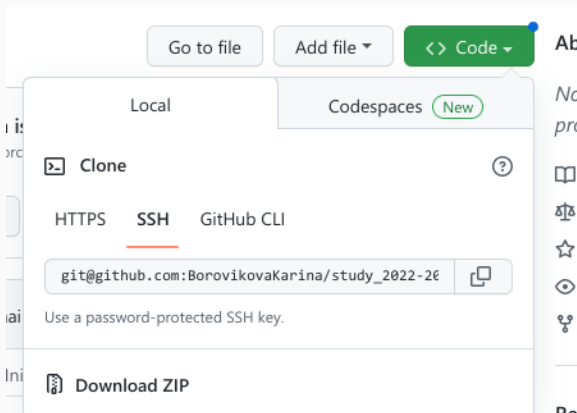 Go to file
Add file
Code
Ab
Local
Codespaces New
Clone
HTTPS SSH GitHub CLI
git@github.com:BorovikovaKarina/study_2022-20
Use a password-protected SSH key.
Download ZIP